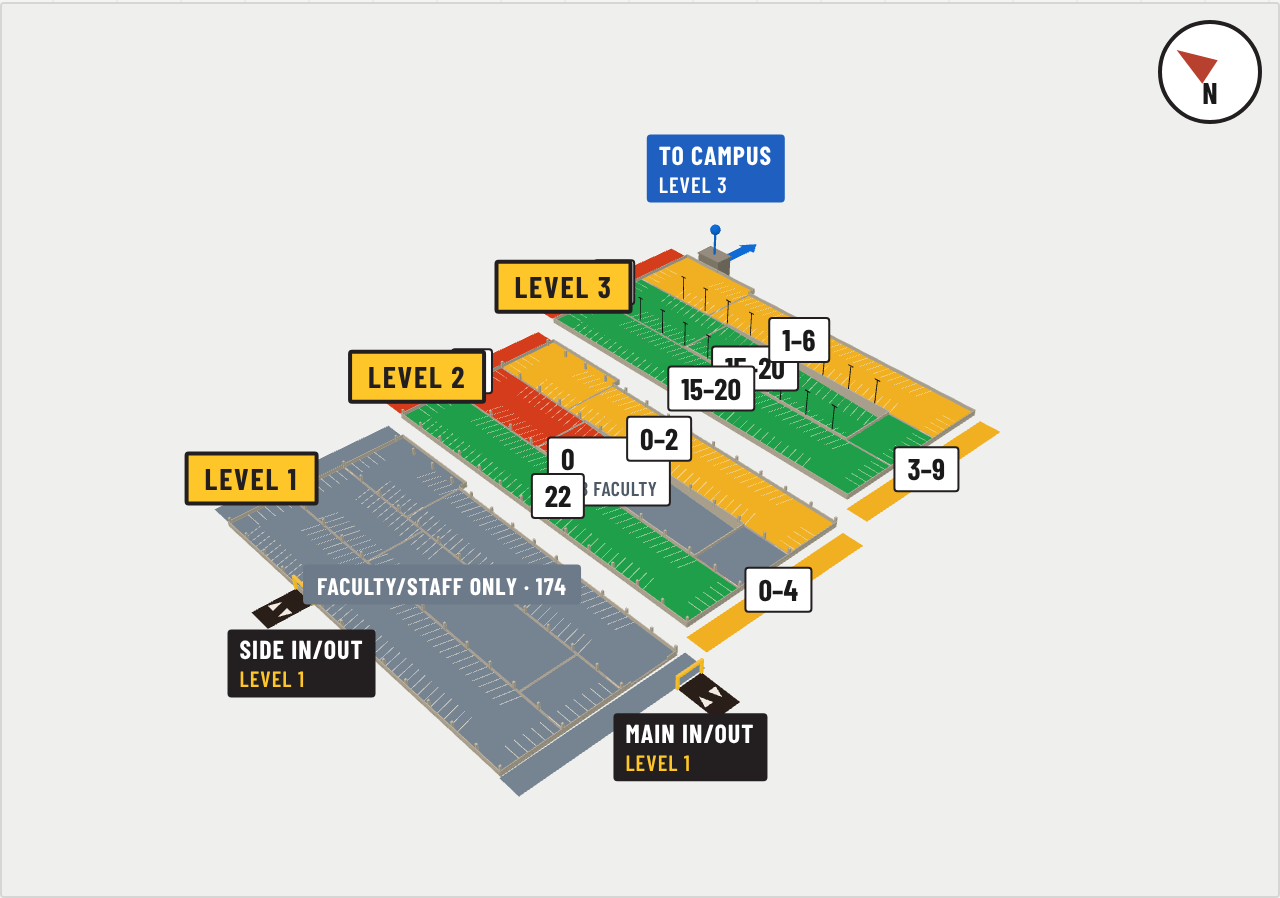 N
TO CAMPUS
LEVEL 3
LEVEL 3
1–6
15–20
15–20
LEVEL 2
0–2
3–9
0
FACULTY
22
LEVEL 1
0–4
FACULTY/STAFF ONLY · 174
SIDE IN/OUT
LEVEL 1
MAIN IN/OUT
LEVEL 1